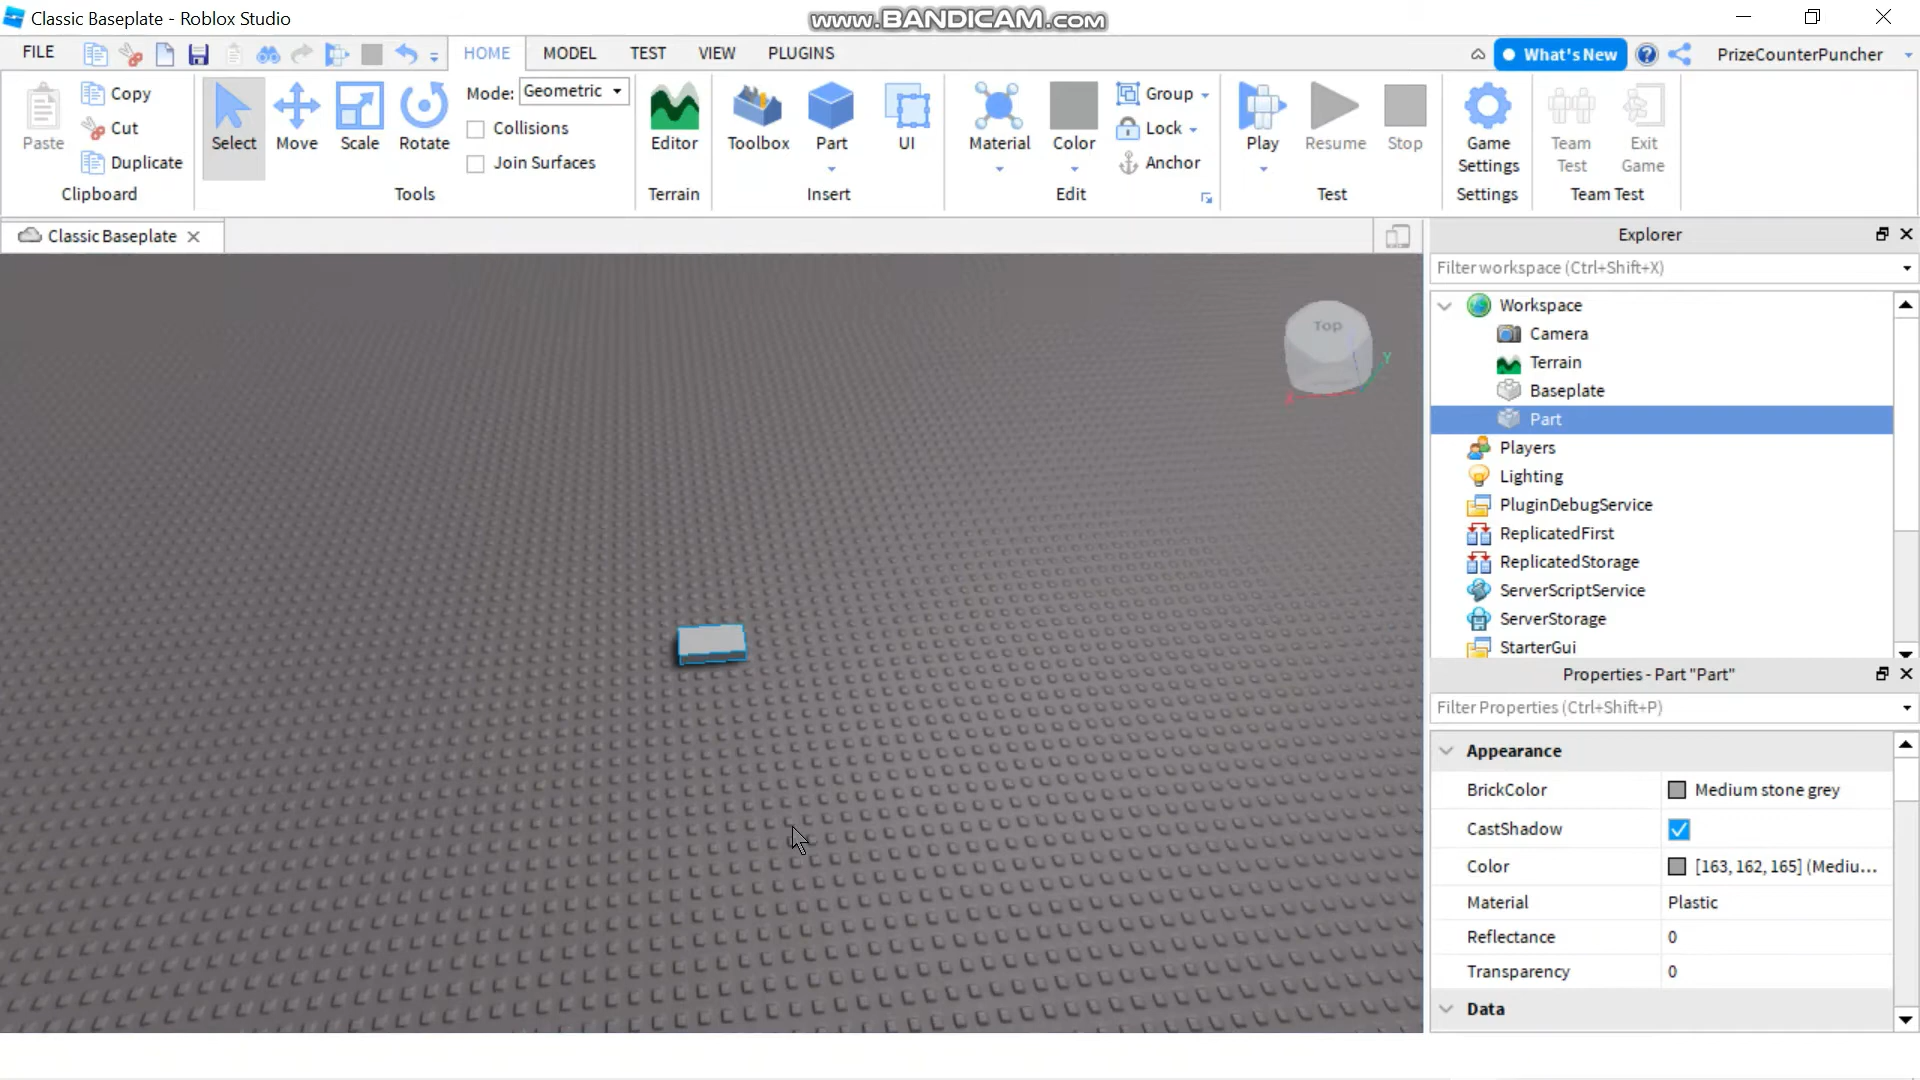 Classic Baseplate - Roblox Studio
www.BANDICAM.com
FILE HOME MODEL TEST VIEW PLUGINS What's New PrizeCounterPuncher
Paste Copy Cut Duplicate Clipboard
Select Move Scale Rotate Mode: Geometric Collisions Join Surfaces Tools
Editor Terrain
Toolbox Part UI Insert
Material Color Group Lock Anchor Edit
Play Resume Stop Test
Game Settings Settings
Team Test Exit Game Team Test
Classic Baseplate
Top
X
Y
Explorer
Filter workspace (Ctrl+Shift+X)
Workspace
Camera
Terrain
Baseplate
Part
Players
Lighting
PluginDebugService
ReplicatedFirst
ReplicatedStorage
ServerScriptService
ServerStorage
StarterGui
Properties - Part "Part"
Filter Properties (Ctrl+Shift+P)
Appearance
BrickColor Medium stone grey
CastShadow
Color [163, 162, 165] (Mediu...
Material Plastic
Reflectance 0
Transparency 0
Data